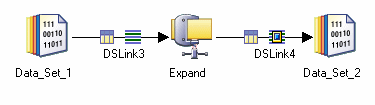 111
00110
11011
111
00110
11011
DSLink3
DSLink4
Data_Set_1
Expand
Data_Set_2